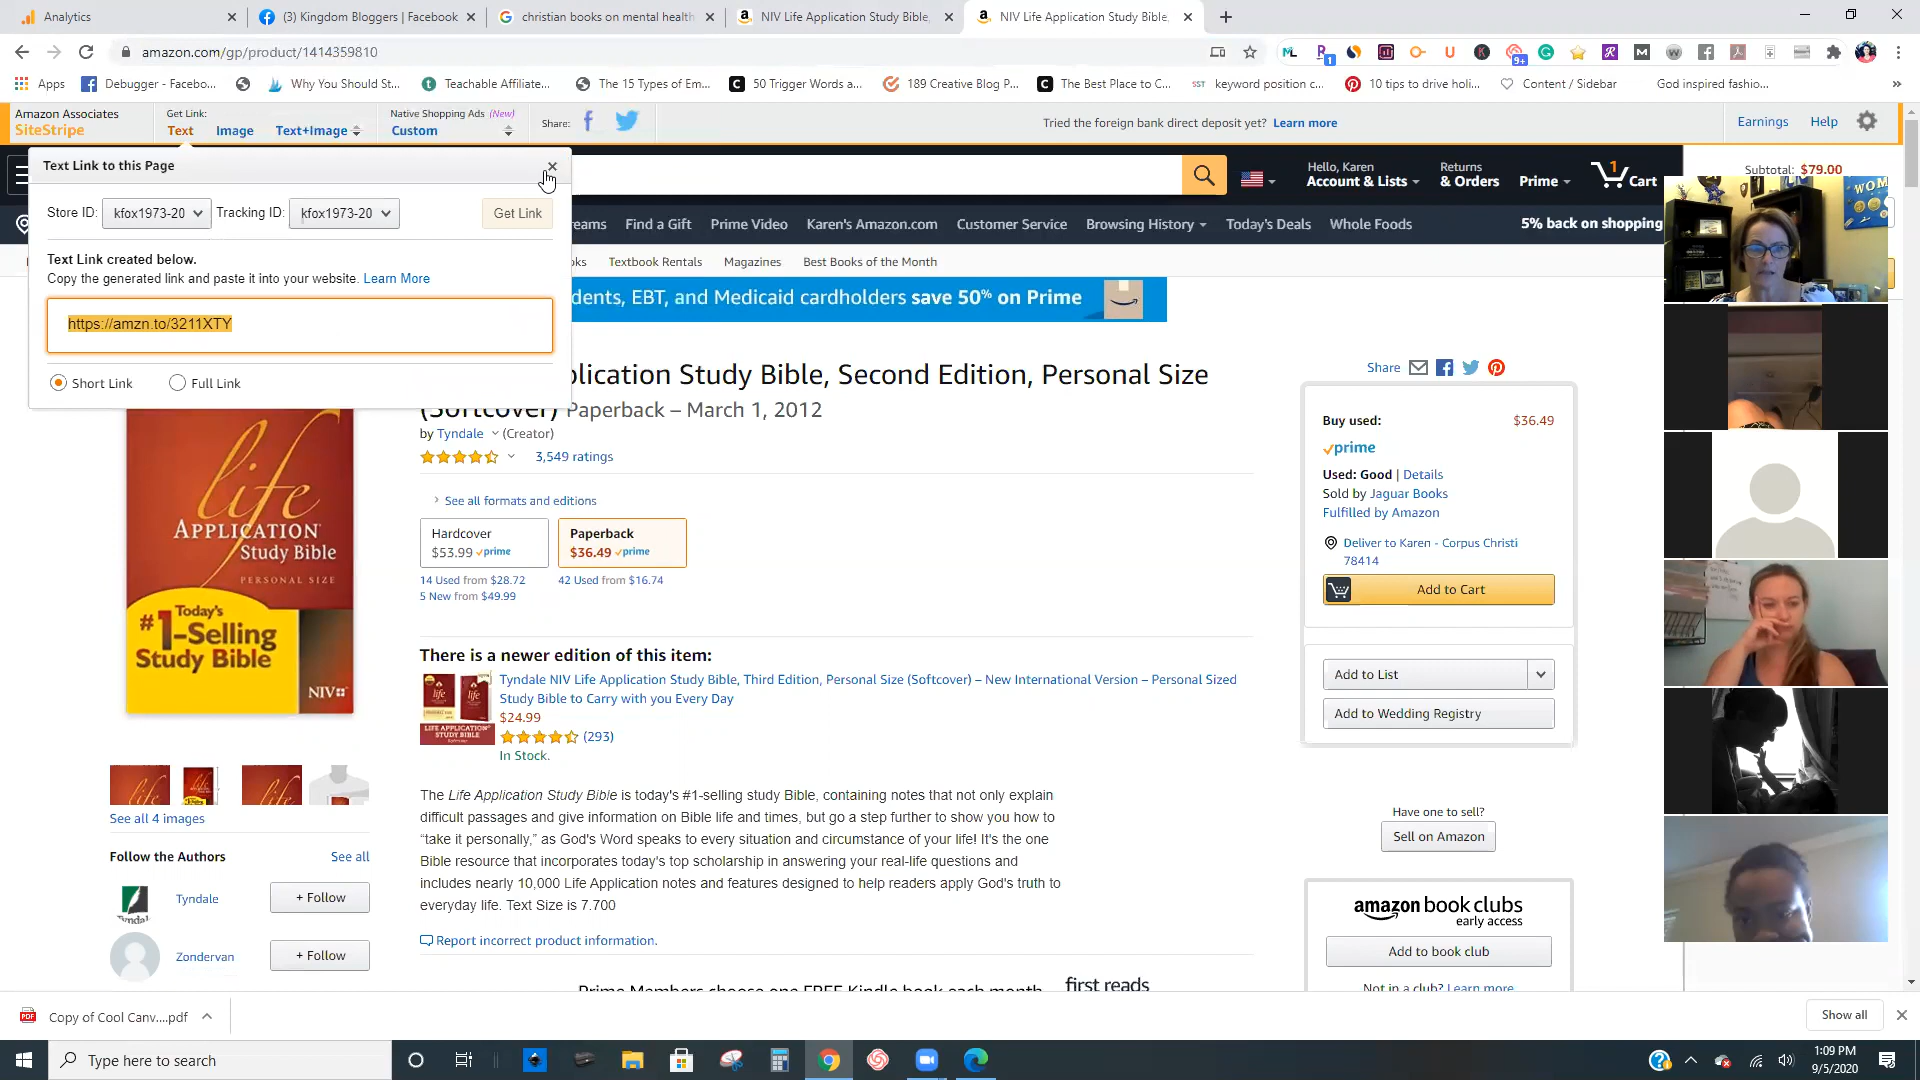 Analytics
(3) Kingdom Bloggers | Facebook
christian books on mental health
NIV Life Application Study Bible,
NIV Life Application Study Bible,
amazon.com/gp/product/1414359810
Apps
Debugger - Facebo...
Why You Should St...
Teachable Affiliate...
The 15 Types of Em...
50 Trigger Words a...
189 Creative Blog P...
The Best Place to C...
SST keyword position c...
10 tips to drive holi...
Content / Sidebar
God inspired fashio...
Amazon Associates
SiteStripe
Get Link:
Text Image Text+Image
Native Shopping Ads (New)
Custom
Share:
Tried the foreign bank direct deposit yet? Learn more
Earnings Help
Text Link to this Page
Store ID: kfox1973-20 Tracking ID: kfox1973-20 Get Link
Text Link created below.
Copy the generated link and paste it into your website. Learn More
https://amzn.to/3211XTY
Short Link Full Link
Hello, Karen
Account & Lists
Returns
& Orders
Prime
1
Cart
Subtotal: $79.00
reams Find a Gift Prime Video Karen's Amazon.com Customer Service Browsing History Today's Deals Whole Foods
5% back on shopping
ks Textbook Rentals Magazines Best Books of the Month
dents, EBT, and Medicaid cardholders save 50% on Prime
plication Study Bible, Second Edition, Personal Size
(Softcover) Paperback – March 1, 2012
by Tyndale (Creator)
3,549 ratings
See all formats and editions
Hardcover
$53.99 prime
14 Used from $28.72
5 New from $49.99
Paperback
$36.49 prime
42 Used from $16.74
There is a newer edition of this item:
Tyndale NIV Life Application Study Bible, Third Edition, Personal Size (Softcover) – New International Version – Personal Sized
Study Bible to Carry with you Every Day
$24.99
(293)
In Stock.
The Life Application Study Bible is today's #1-selling study Bible, containing notes that not only explain
difficult passages and give information on Bible life and times, but go a step further to show you how to
“take it personally,” as God's Word speaks to every situation and circumstance of your life! It's the one
Bible resource that incorporates today's top scholarship in answering your real-life questions and
includes nearly 10,000 Life Application notes and features designed to help readers apply God's truth to
everyday life. Text Size is 7.700
Report incorrect product information.
Prime Members choose one FREE Kindle book each month
first reads
life
APPLICATION
Study Bible
PERSONAL SIZE
Today's
#1-Selling
Study Bible
NIV
See all 4 images
Follow the Authors See all
Tyndale + Follow
Zondervan + Follow
Share
Buy used: $36.49
prime
Used: Good | Details
Sold by Jaguar Books
Fulfilled by Amazon
Deliver to Karen - Corpus Christi
78414
Add to Cart
Add to List
Add to Wedding Registry
Have one to sell?
Sell on Amazon
amazon book clubs
early access
Add to book club
Not in a club? Learn more
WOM
Copy of Cool Canv....pdf
Show all
Type here to search
1:09 PM
9/5/2020